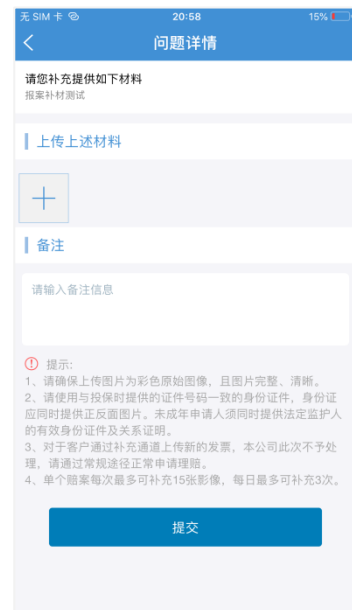 无 SIM 卡
20:58
15%
问题详情
请您补充提供如下材料
报案补材测试
上传上述材料
备注
请输入备注信息
提示:
1、请确保上传图片为彩色原始图像，且图片完整、清晰。
2、请使用与投保时提供的证件号码一致的身份证件，身份证
应同时提供正反面图片。未成年申请人须同时提供法定监护人
的有效身份证件及关系证明。
3、对于客户通过补充通道上传新的发票，本公司此次不予处
理，请通过常规途径正常申请理赔。
4、单个赔案每次最多可补充15张影像，每日最多可补充3次。
提交